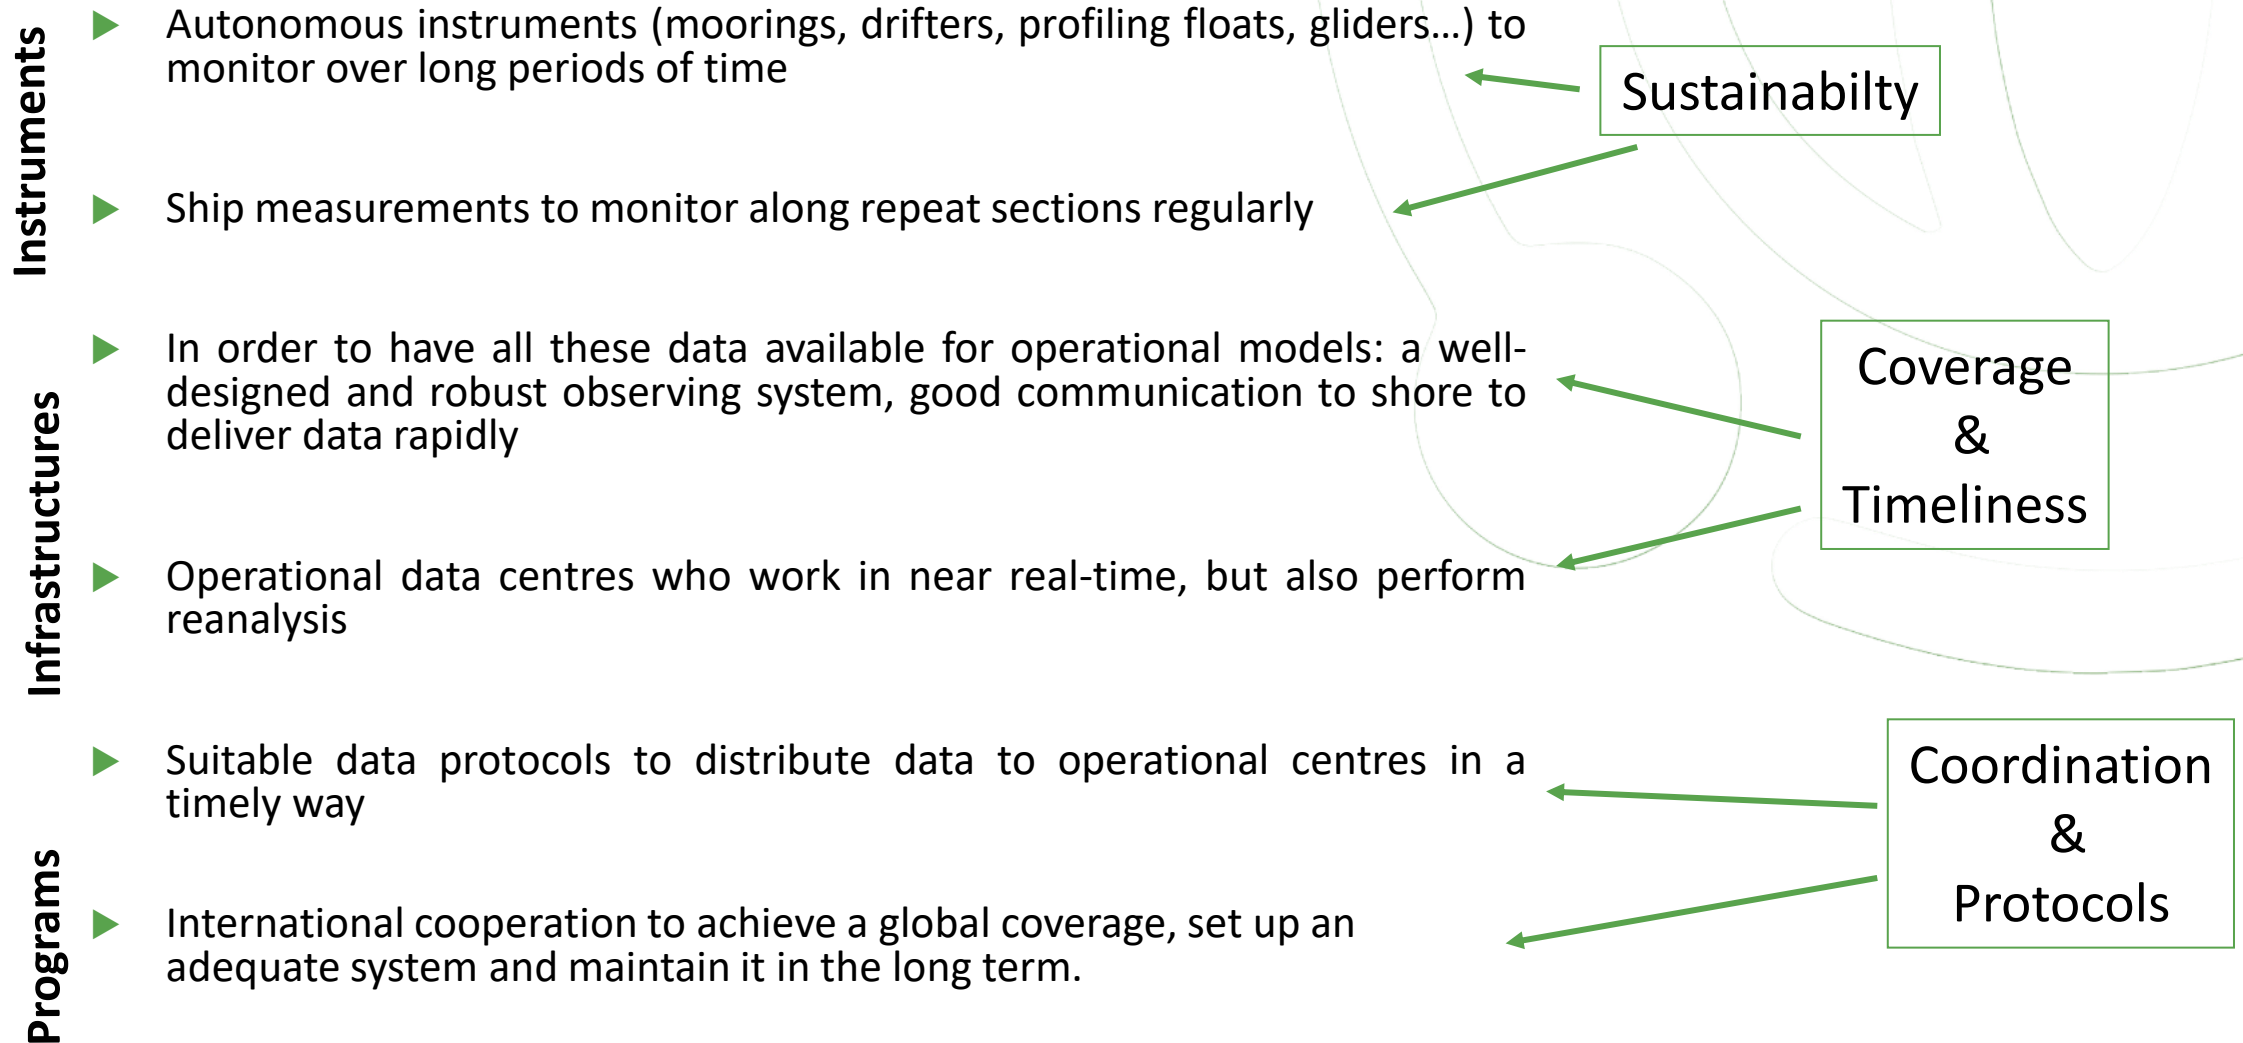 Instruments
Autonomous instruments (moorings, drifters, profiling floats, gliders…) to
monitor over long periods of time
Sustainabilty
Ship measurements to monitor along repeat sections regularly
Infrastructures
In order to have all these data available for operational models: a well-
designed and robust observing system, good communication to shore to
deliver data rapidly
Coverage
&
Timeliness
Operational data centres who work in near real-time, but also perform
reanalysis
Programs
Suitable data protocols to distribute data to operational centres in a
timely way
Coordination
&
Protocols
International cooperation to achieve a global coverage, set up an
adequate system and maintain it in the long term.